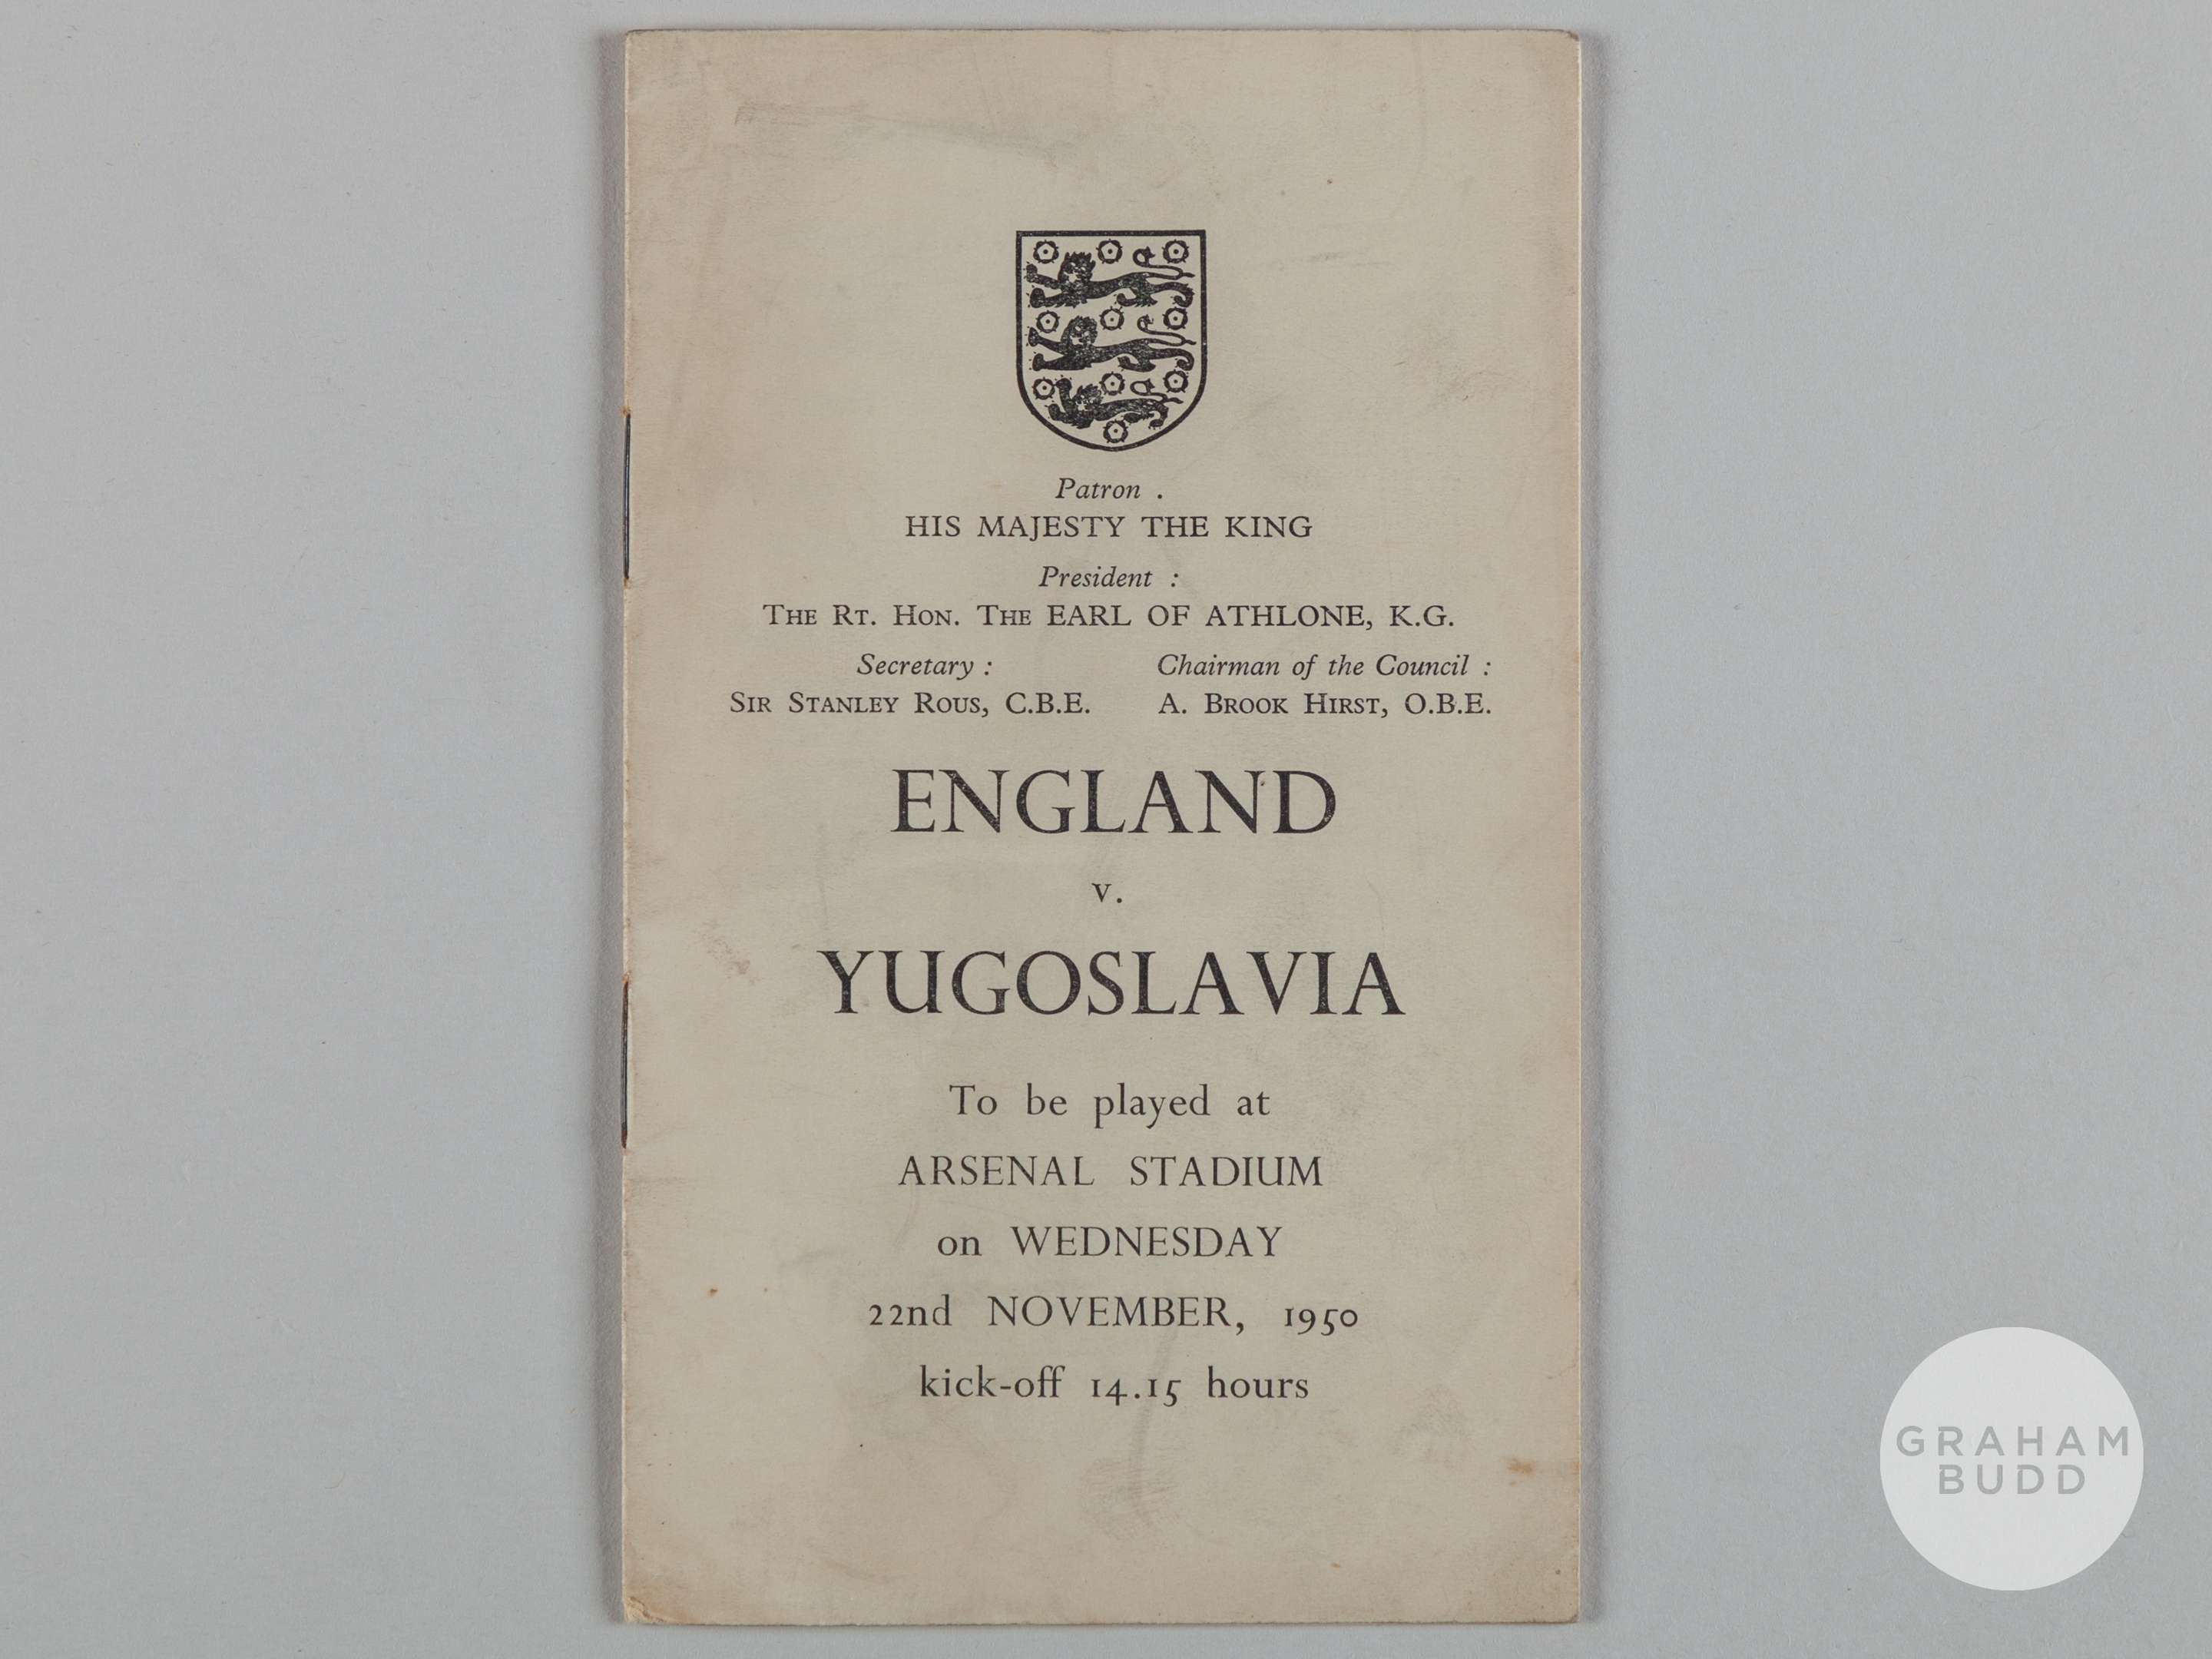 Patron .
HIS MAJESTY THE KING
President :
THE RT. HON. THE EARL OF ATHLONE, K.G.
Secretary : Chairman of the Council :
SIR STANLEY ROUS, C.B.E. A. BROOK HIRST, O.B.E.
ENGLAND
v.
YUGOSLAVIA
To be played at
ARSENAL STADIUM
on WEDNESDAY
22nd NOVEMBER, 1950
kick-off 14.15 hours
GRAHAM
BUDD